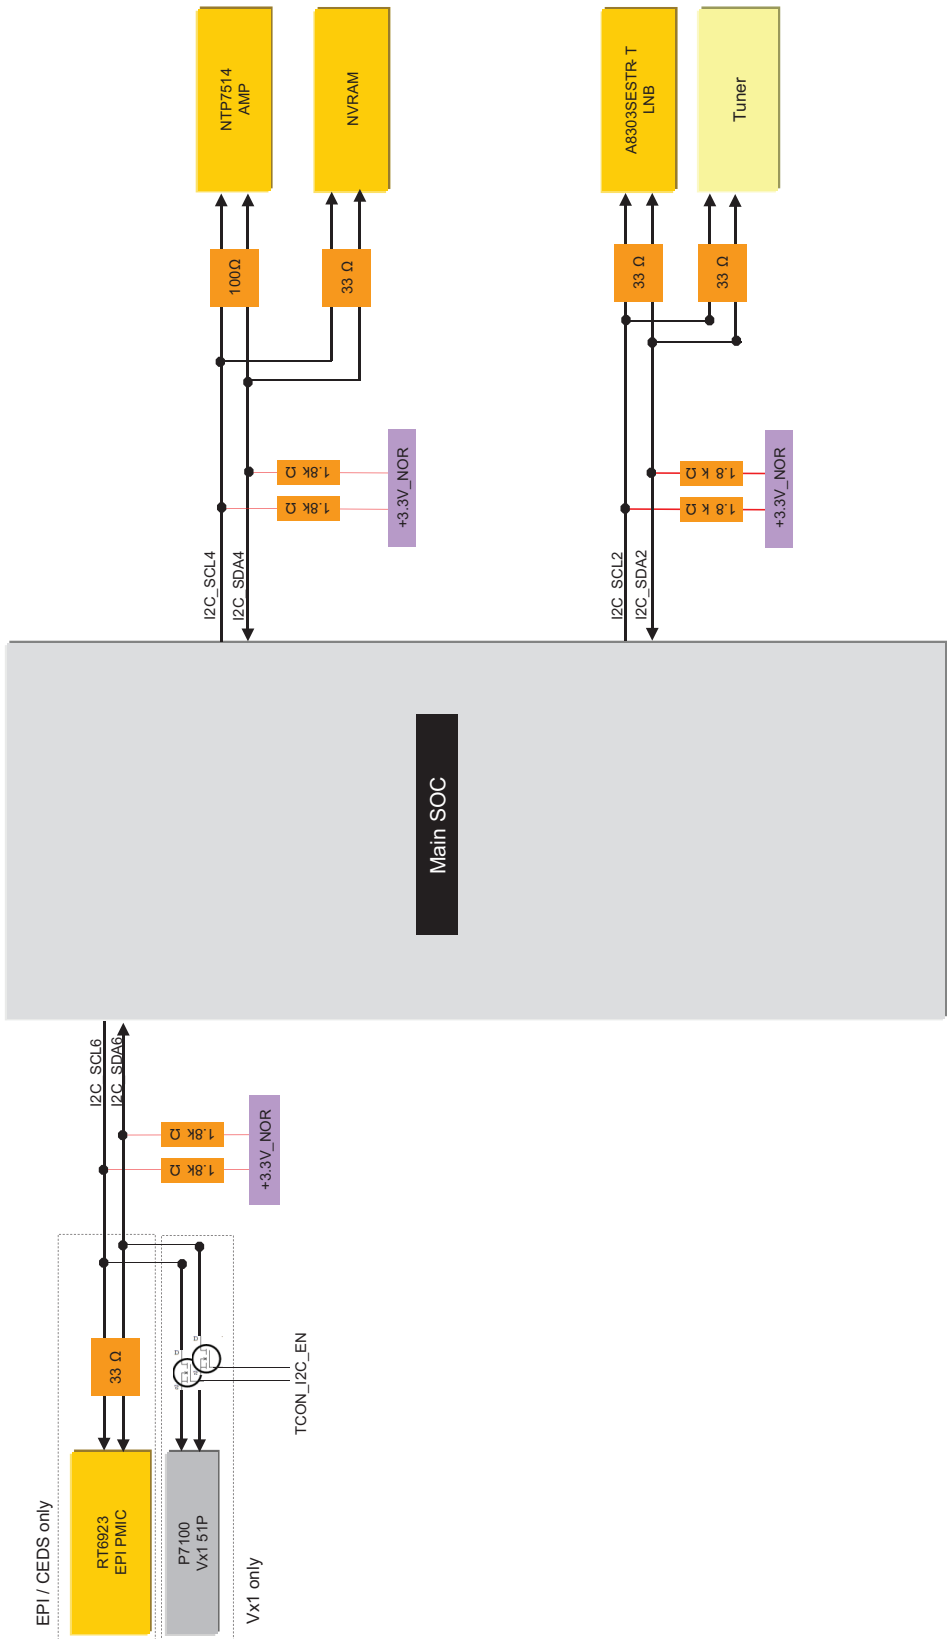 NTP7514
AMP
NVRAM
A8303SESTR-T
LNB
Tuner
100Ω
33 Ω
33 Ω
33 Ω
1.8k Ω
1.8k Ω
+3.3V_NOR
1.8 k Ω
1.8 k Ω
+3.3V_NOR
I2C_SCL4
I2C_SDA4
I2C_SCL2
I2C_SDA2
Main SOC
I2C_SCL6
I2C_SDA6
1.8k Ω
1.8k Ω
+3.3V_NOR
33 Ω
D
D
TCON_I2C_EN
RT6923
EPI PMIC
P7100
Vx1 51P
EPI / CEDS only
Vx1 only